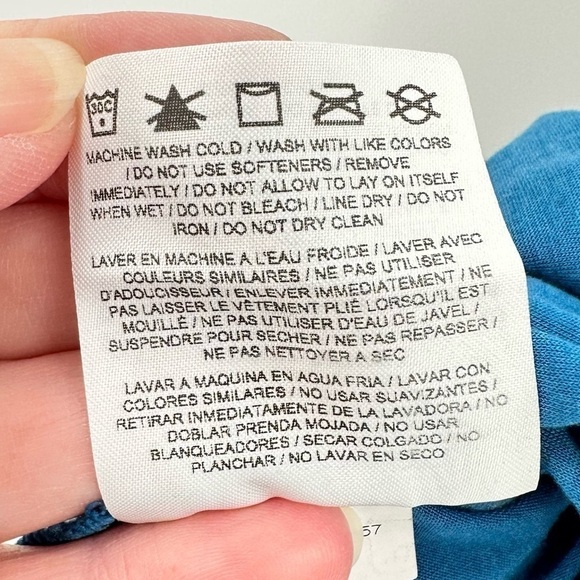 30C
MACHINE WASH COLD / WASH WITH LIKE COLORS
/ DO NOT USE SOFTENERS / REMOVE
IMMEDIATELY / DO NOT ALLOW TO LAY ON ITSELF
WHEN WET / DO NOT BLEACH / LINE DRY / DO NOT
IRON / DO NOT DRY CLEAN
LAVER EN MACHINE A L'EAU FROIDE / LAVER AVEC
COULEURS SIMILAIRES / NE PAS UTILISER
D'ADOUCISSEUR / ENLEVER IMMÉDIATEMENT / NE
PAS LAISSER LE VÊTEMENT PLIÉ LORSQU'IL EST
MOUILLÉ / NE PAS UTILISER D'EAU DE JAVEL /
SUSPENDRE POUR SECHER / NE PAS REPASSER /
NE PAS NETTOYER A SEC
LAVAR A MAQUINA EN AGUA FRIA / LAVAR CON
COLORES SIMILARES / NO USAR SUAVIZANTES /
RETIRAR INMEDIATAMENTE DE LA LAVADORA / NO
DOBLAR PRENDA MOJADA / NO USAR
BLANQUEADORES / SECAR COLGADO / NO
PLANCHAR / NO LAVAR EN SECO
57